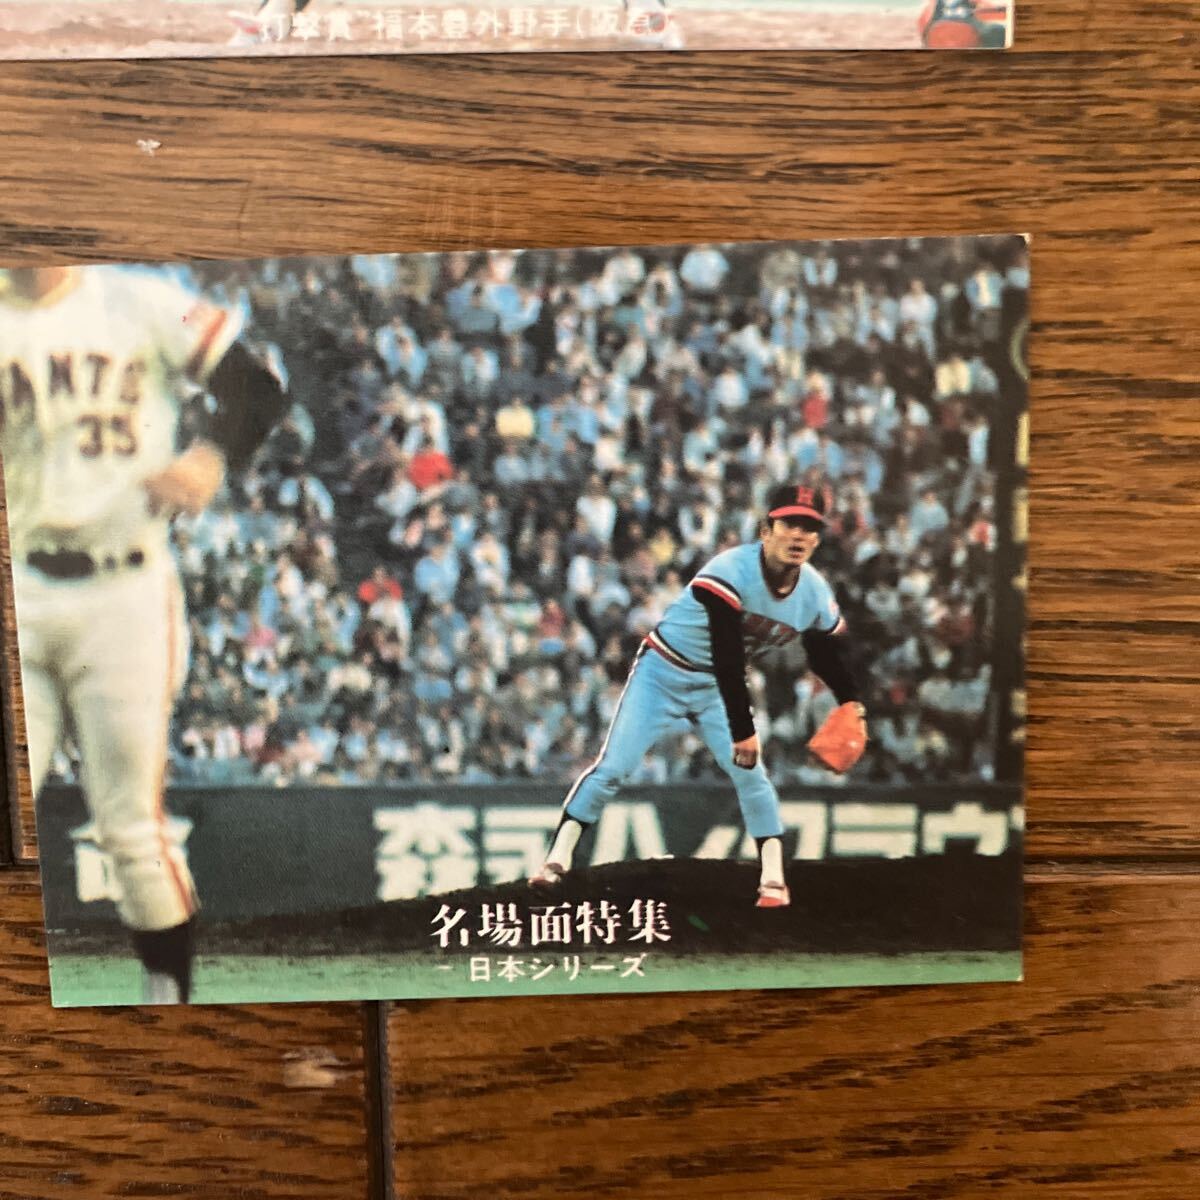 "打撃賞" 福本豊外野手(阪急)
ANTS
35
H
森永ハイクラウ
名場面特集
- 日本シリーズ